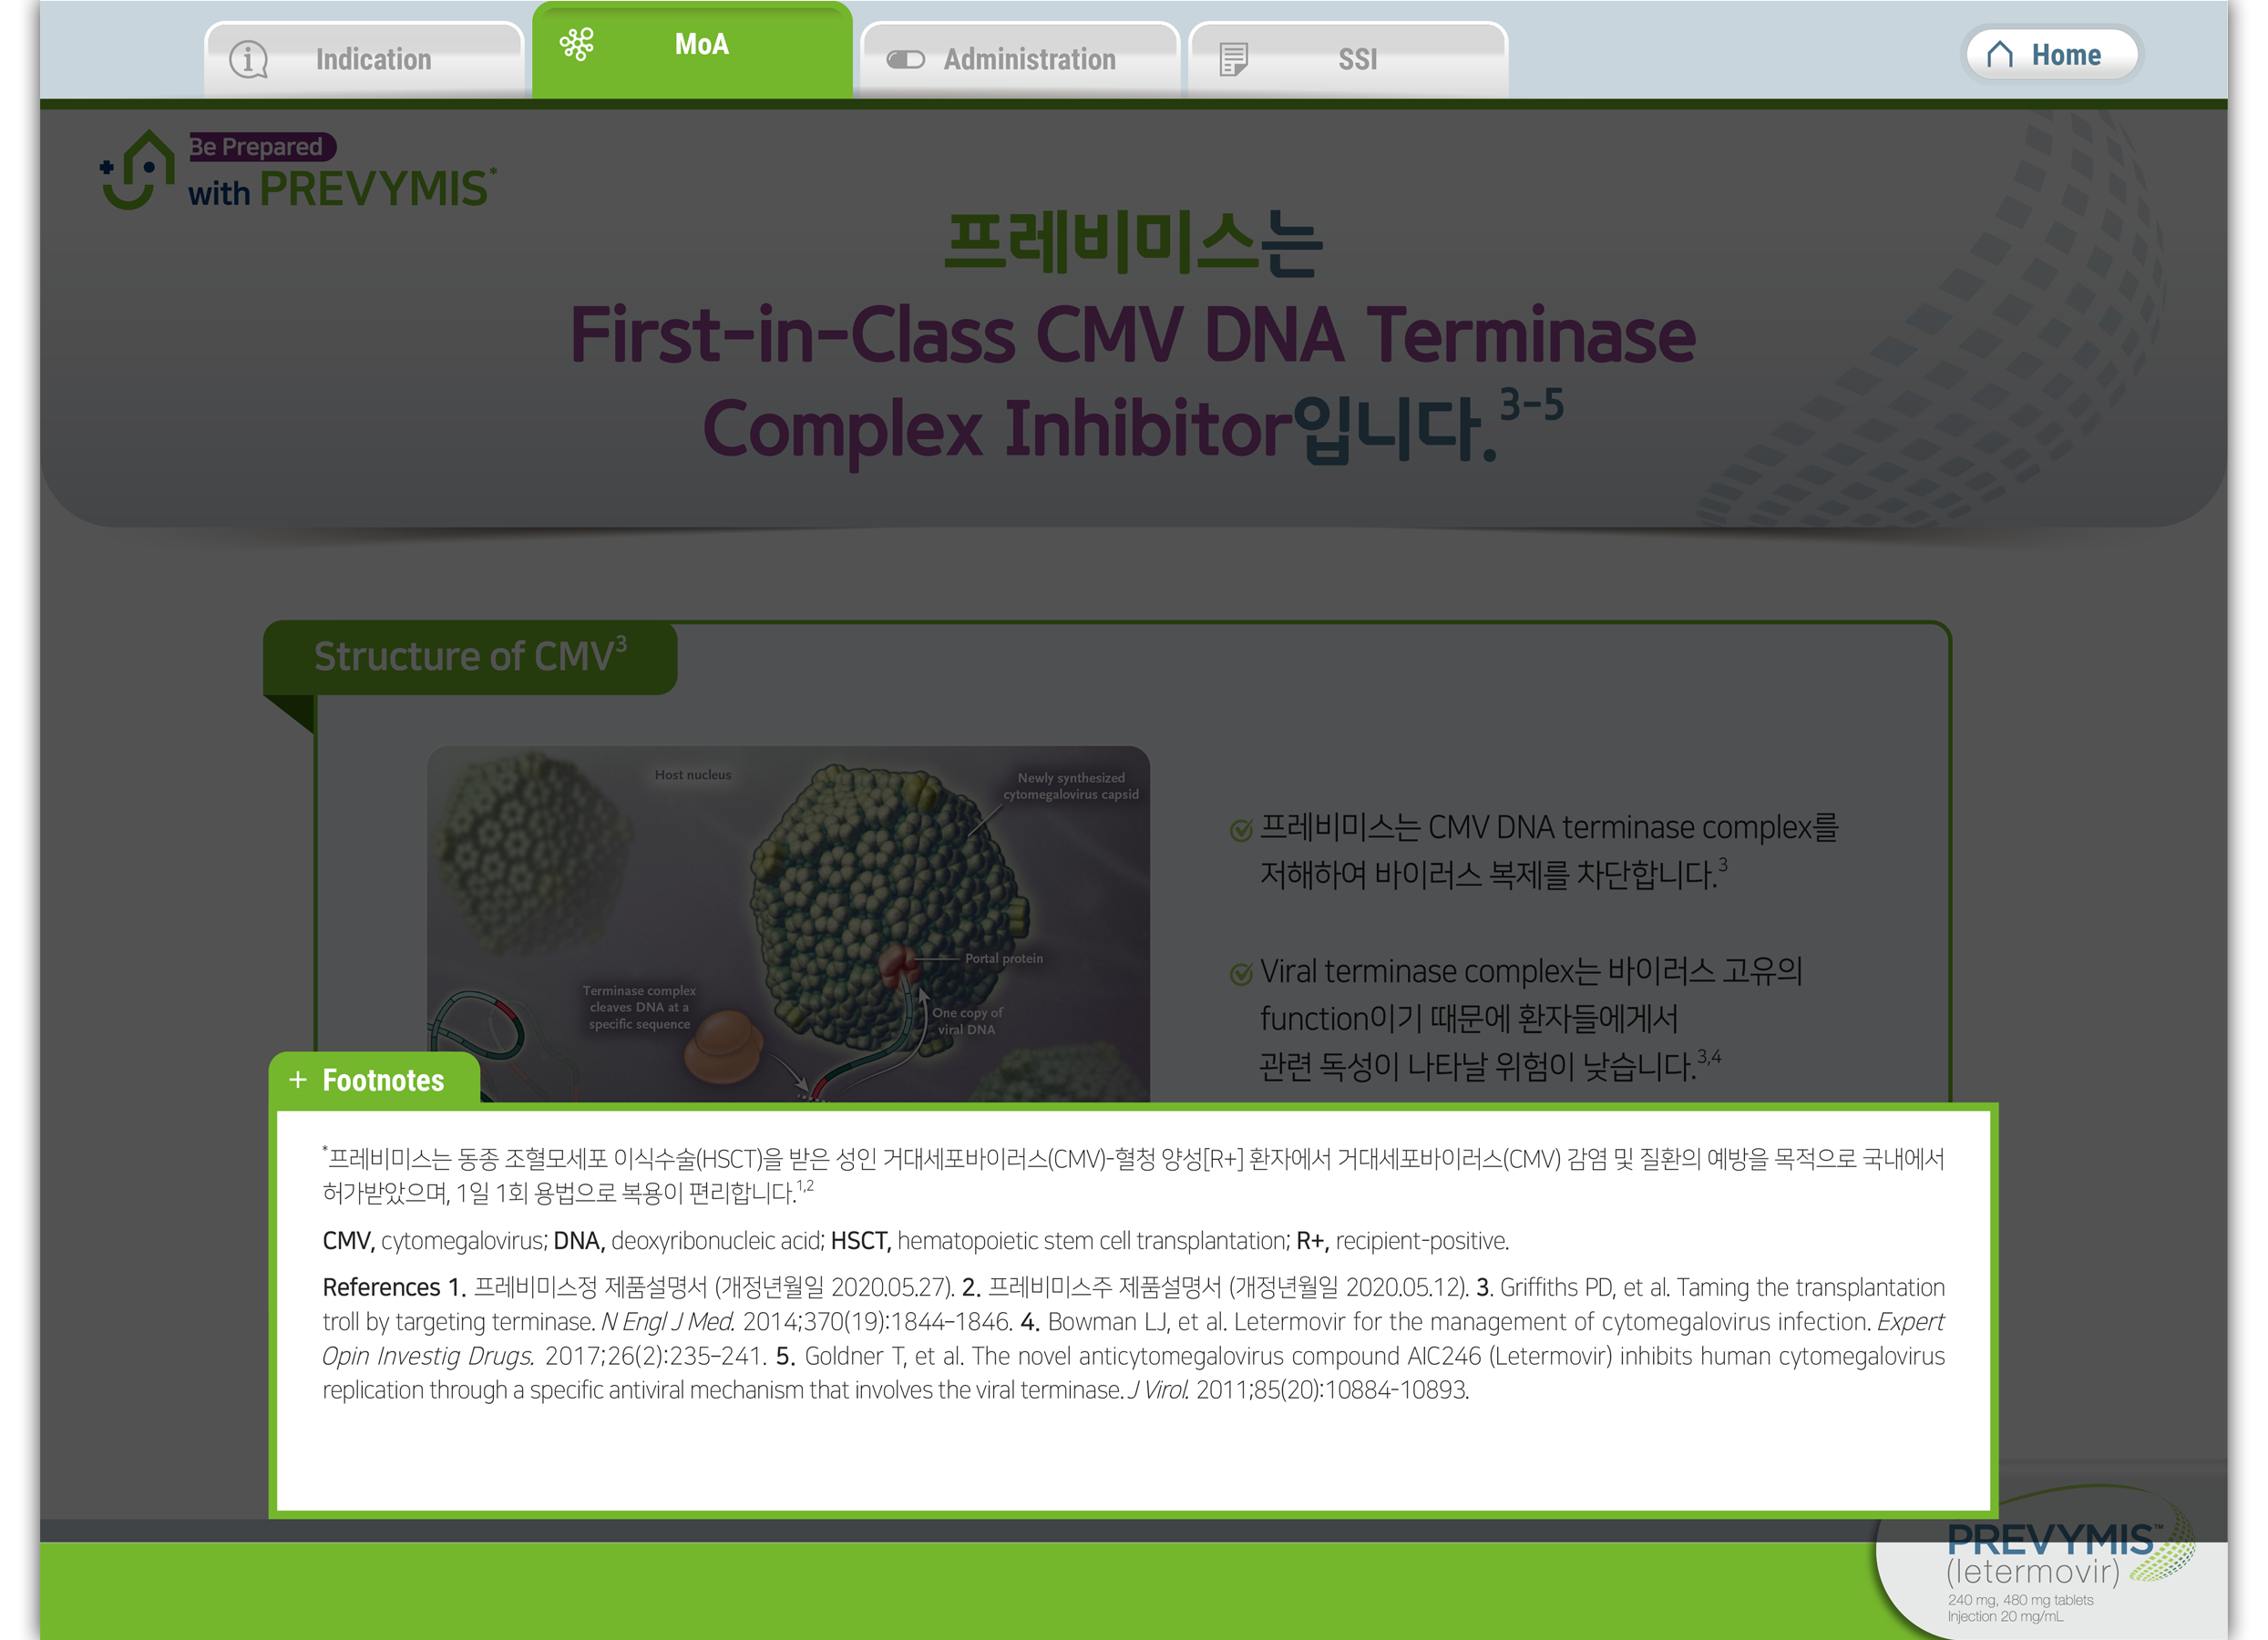 Indication
MoA
Administration
SSI
Home
Be Prepared
with PREVYMIS*
프레비미스는
First-in-Class CMV DNA Terminase
Complex Inhibitor입니다.3-5
Structure of CMV3
Host nucleus
Newly synthesized
cytomegalovirus capsid
Portal protein
Terminase complex
cleaves DNA at a
specific sequence
One copy of
viral DNA
프레비미스는 CMV DNA terminase complex를
저해하여 바이러스 복제를 차단합니다.3
Viral terminase complex는 바이러스 고유의
function이기 때문에 환자들에게서
관련 독성이 나타날 위험이 낮습니다.3,4
+ Footnotes
*프레비미스는 동종 조혈모세포 이식수술(HSCT)을 받은 성인 거대세포바이러스(CMV)-혈청 양성[R+] 환자에서 거대세포바이러스(CMV) 감염 및 질환의 예방을 목적으로 국내에서
허가받았으며, 1일 1회 용법으로 복용이 편리합니다.1,2
CMV, cytomegalovirus; DNA, deoxyribonucleic acid; HSCT, hematopoietic stem cell transplantation; R+, recipient-positive.
References 1. 프레비미스정 제품설명서 (개정년월일 2020.05.27). 2. 프레비미스주 제품설명서 (개정년월일 2020.05.12). 3. Griffiths PD, et al. Taming the transplantation
troll by targeting terminase. N Engl J Med. 2014;370(19):1844-1846. 4. Bowman LJ, et al. Letermovir for the management of cytomegalovirus infection. Expert
Opin Investig Drugs. 2017;26(2):235-241. 5. Goldner T, et al. The novel anticytomegalovirus compound AIC246 (Letermovir) inhibits human cytomegalovirus
replication through a specific antiviral mechanism that involves the viral terminase. J Virol. 2011;85(20):10884-10893.
PREVYMIS™
(letermovir)
240 mg, 480 mg tablets
Injection 20 mg/mL